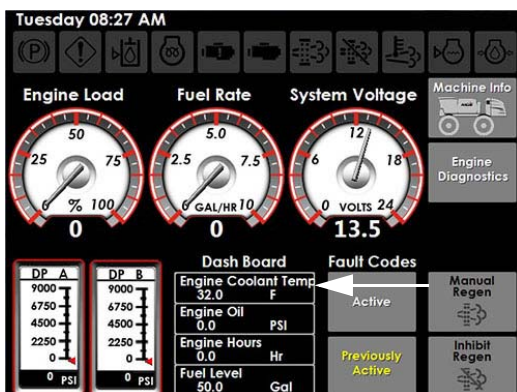 Tuesday 08:27 AM
Engine Load
Fuel Rate
System Voltage
Machine Info
50
5.0
12
25
75
2.5
7.5
6
18
0
%
100
0
GAL/HR
10
0
VOLTS
24
Engine
Diagnostics
0
0
13.5
Dash Board
Fault Codes
DP A
9000
6750
4500
2250
0
0 PSI
DP B
9000
6750
4500
2250
0
0 PSI
Engine Coolant Temp
32.0 F
Engine Oil
0.0 PSI
Engine Hours
0.0 Hr
Fuel Level
50.0 Gal
Active
Previously
Active
Manual
Regen
Inhibit
Regen